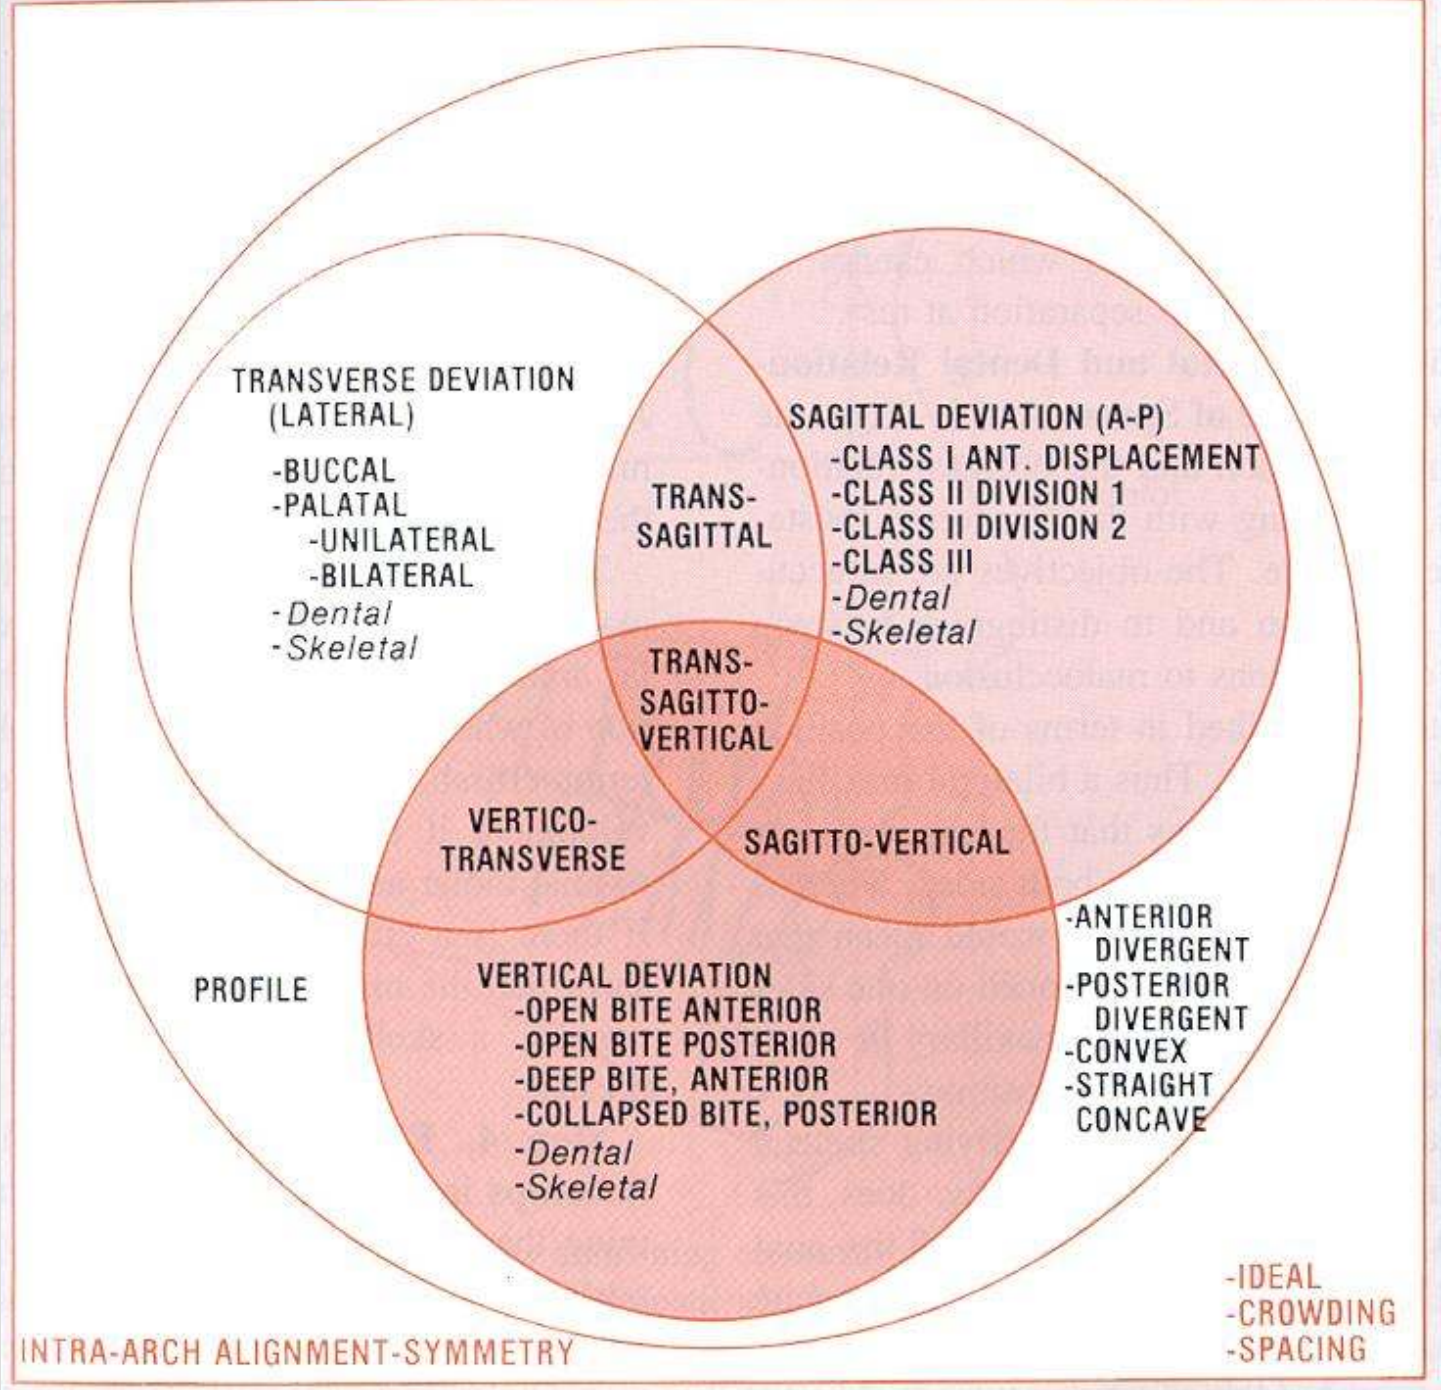 TRANSVERSE DEVIATION
(LATERAL)
-BUCCAL
-PALATAL
-UNILATERAL
-BILATERAL
-Dental
-Skeletal
TRANS-
SAGITTAL
SAGITTAL DEVIATION (A-P)
-CLASS I ANT. DISPLACEMENT
-CLASS II DIVISION 1
-CLASS II DIVISION 2
-CLASS III
-Dental
-Skeletal
TRANS-
SAGITTO-
VERTICAL
VERTICO-
TRANSVERSE
SAGITTO-VERTICAL
PROFILE
VERTICAL DEVIATION
-OPEN BITE ANTERIOR
-OPEN BITE POSTERIOR
-DEEP BITE, ANTERIOR
-COLLAPSED BITE, POSTERIOR
-Dental
-Skeletal
-ANTERIOR
DIVERGENT
-POSTERIOR
DIVERGENT
-CONVEX
-STRAIGHT
CONCAVE
INTRA-ARCH ALIGNMENT-SYMMETRY
-IDEAL
-CROWDING
-SPACING